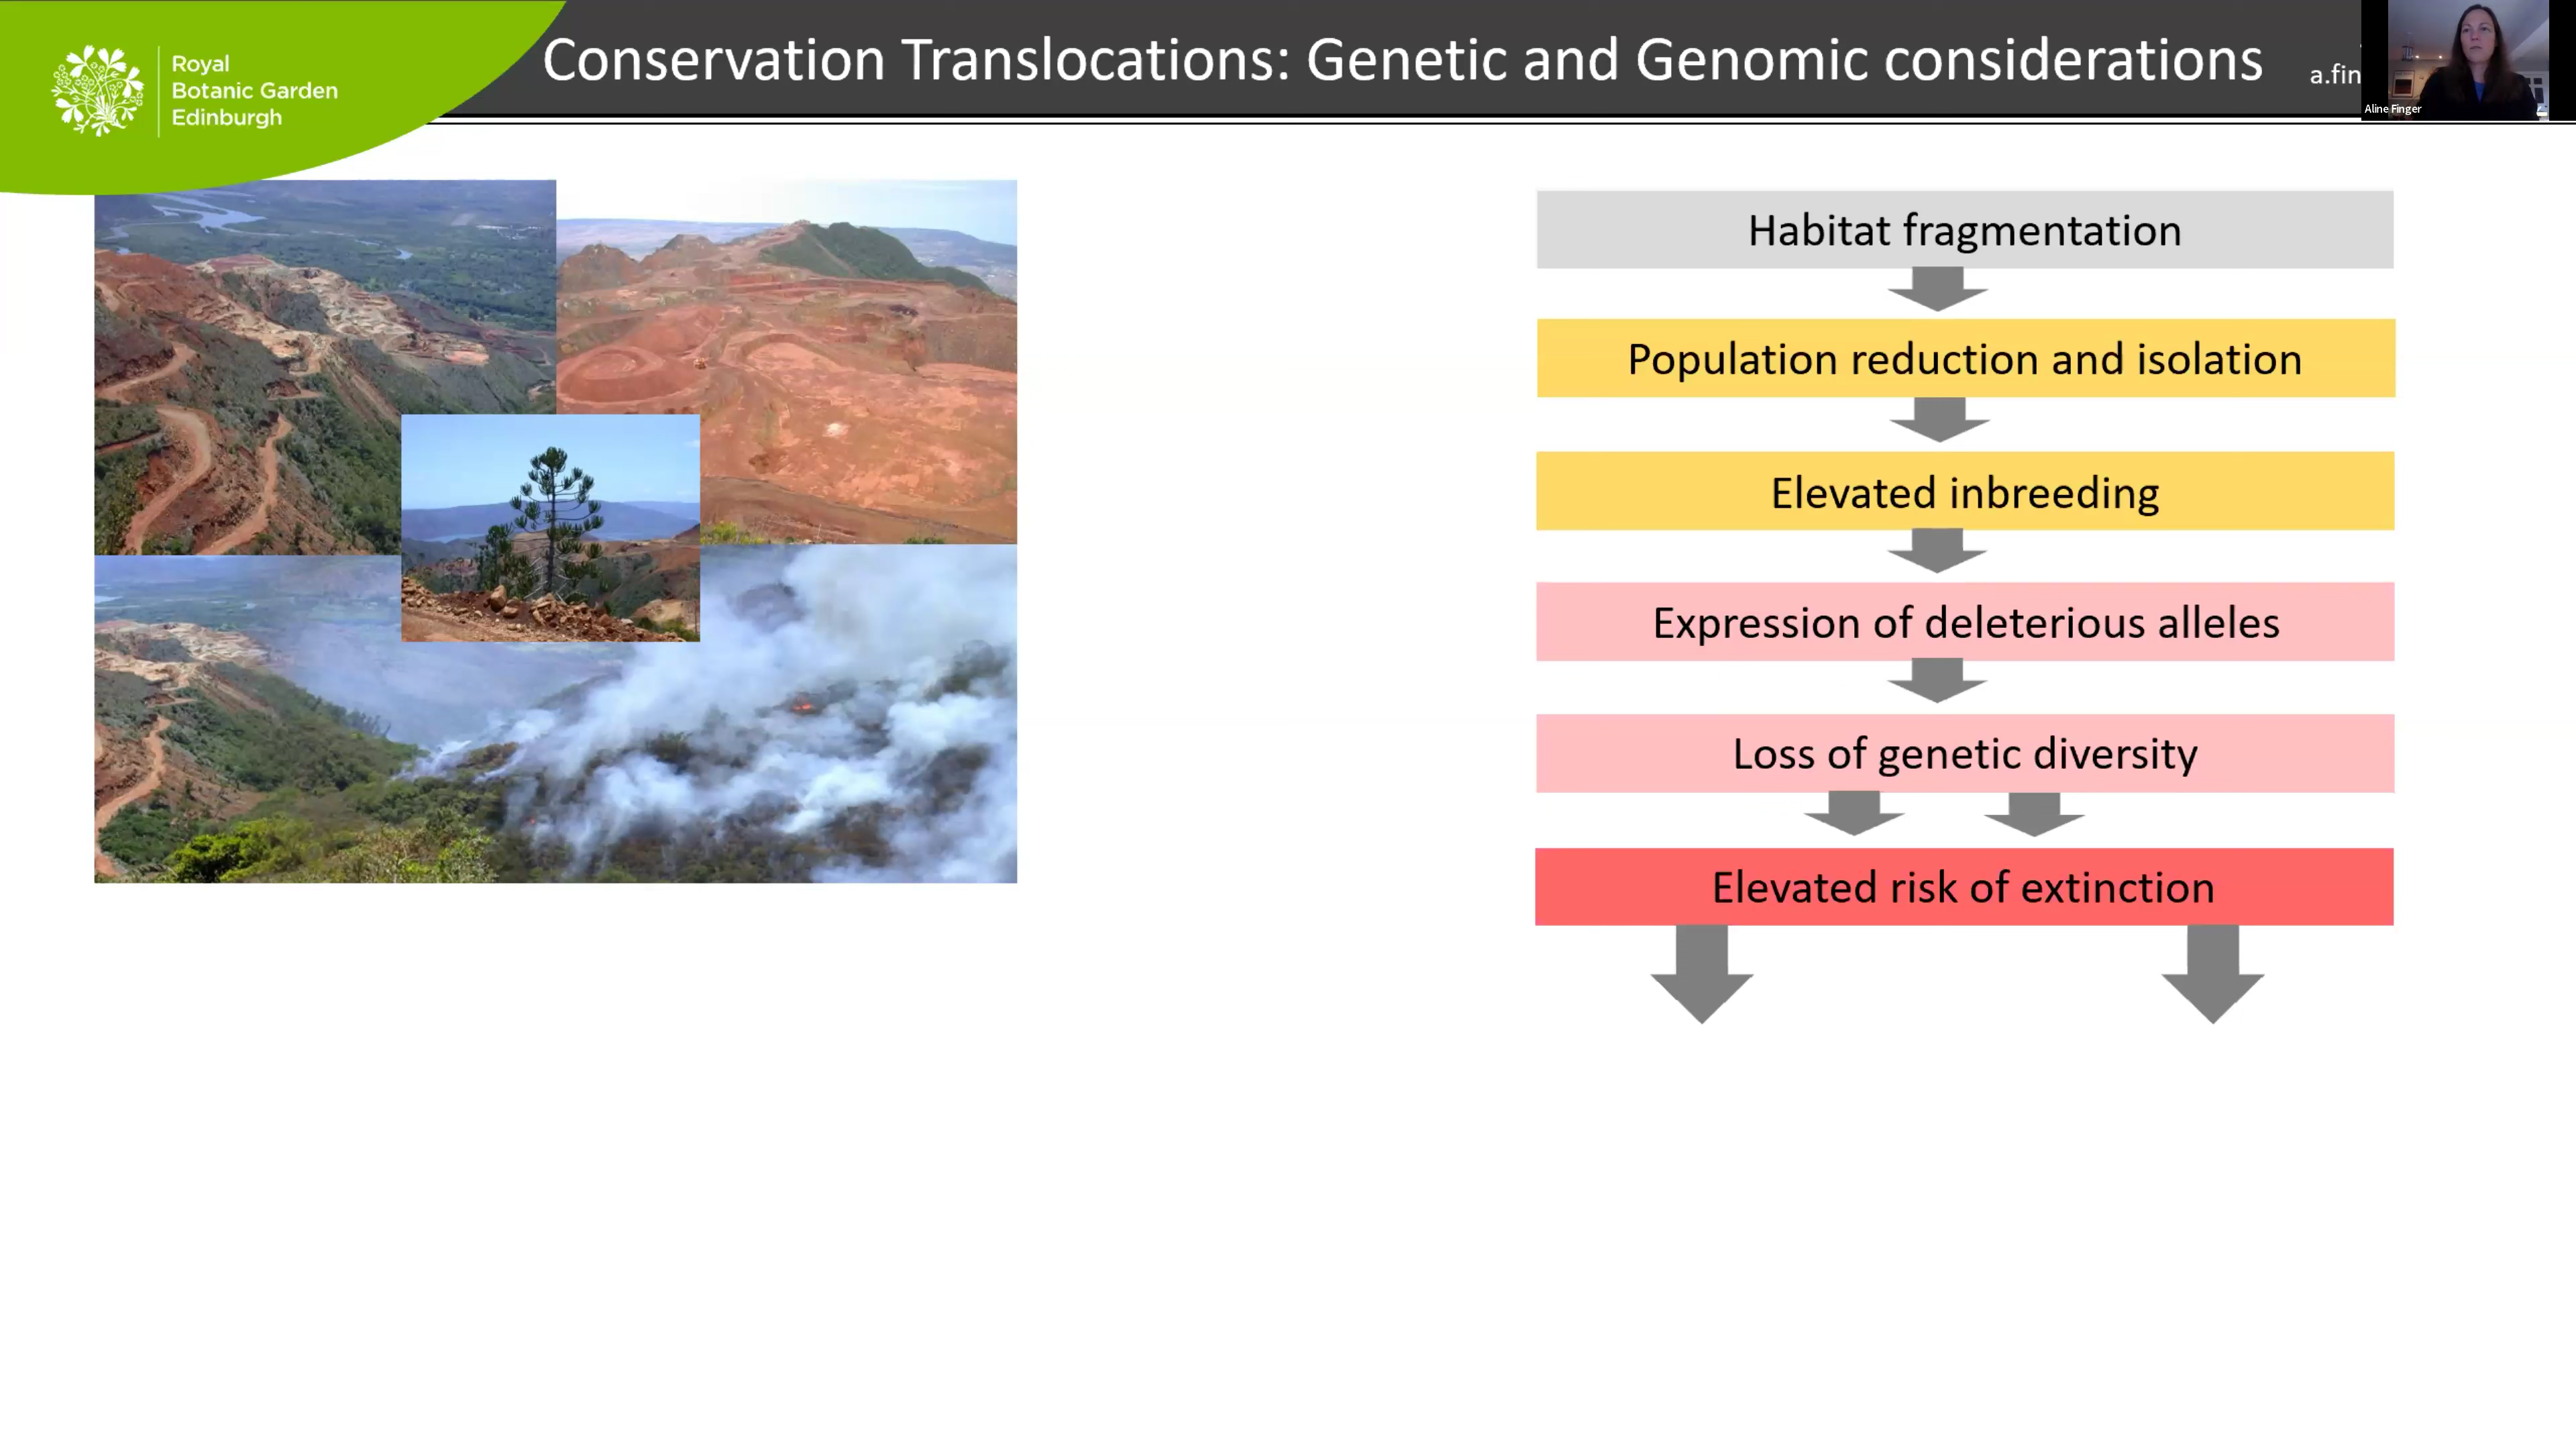 Royal
Botanic Garden
Edinburgh
Conservation Translocations: Genetic and Genomic considerations
a.fin
Aline Finger
Habitat fragmentation
Population reduction and isolation
Elevated inbreeding
Expression of deleterious alleles
Loss of genetic diversity
Elevated risk of extinction